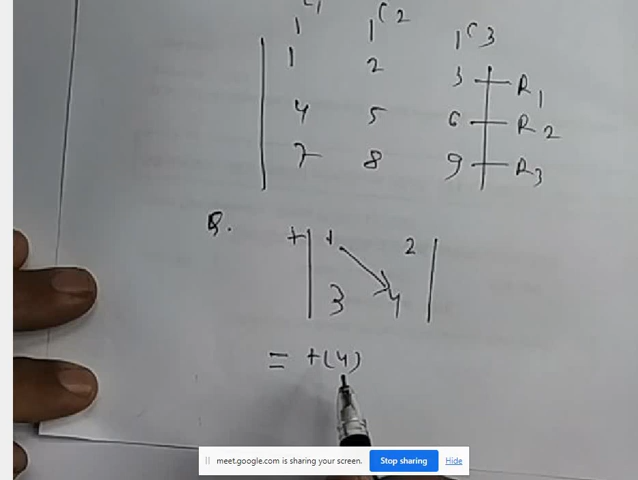 C1 C2 C3
| 1 2 3 | R1
| 4 5 6 | R2
| 7 8 9 | R3
Q. + | 1 2 |
| 3 4 |
= +(4)
meet.google.com is sharing your screen. Stop sharing Hide